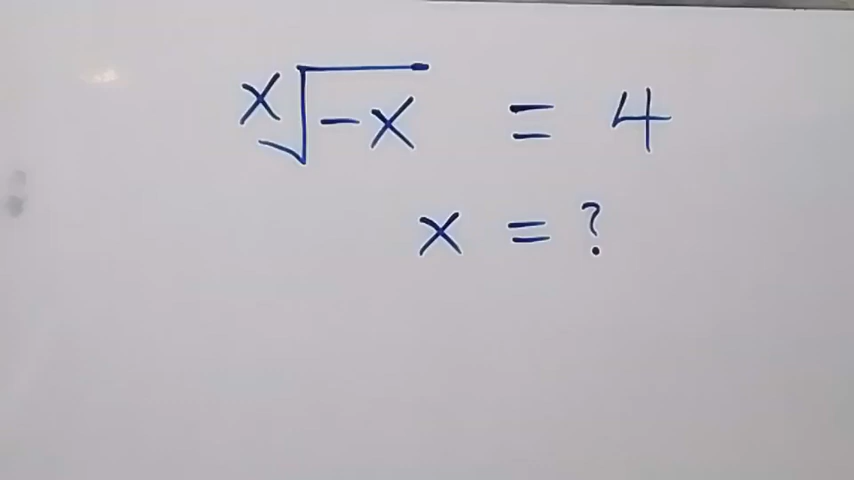 ˣ√-x = 4
x = ?